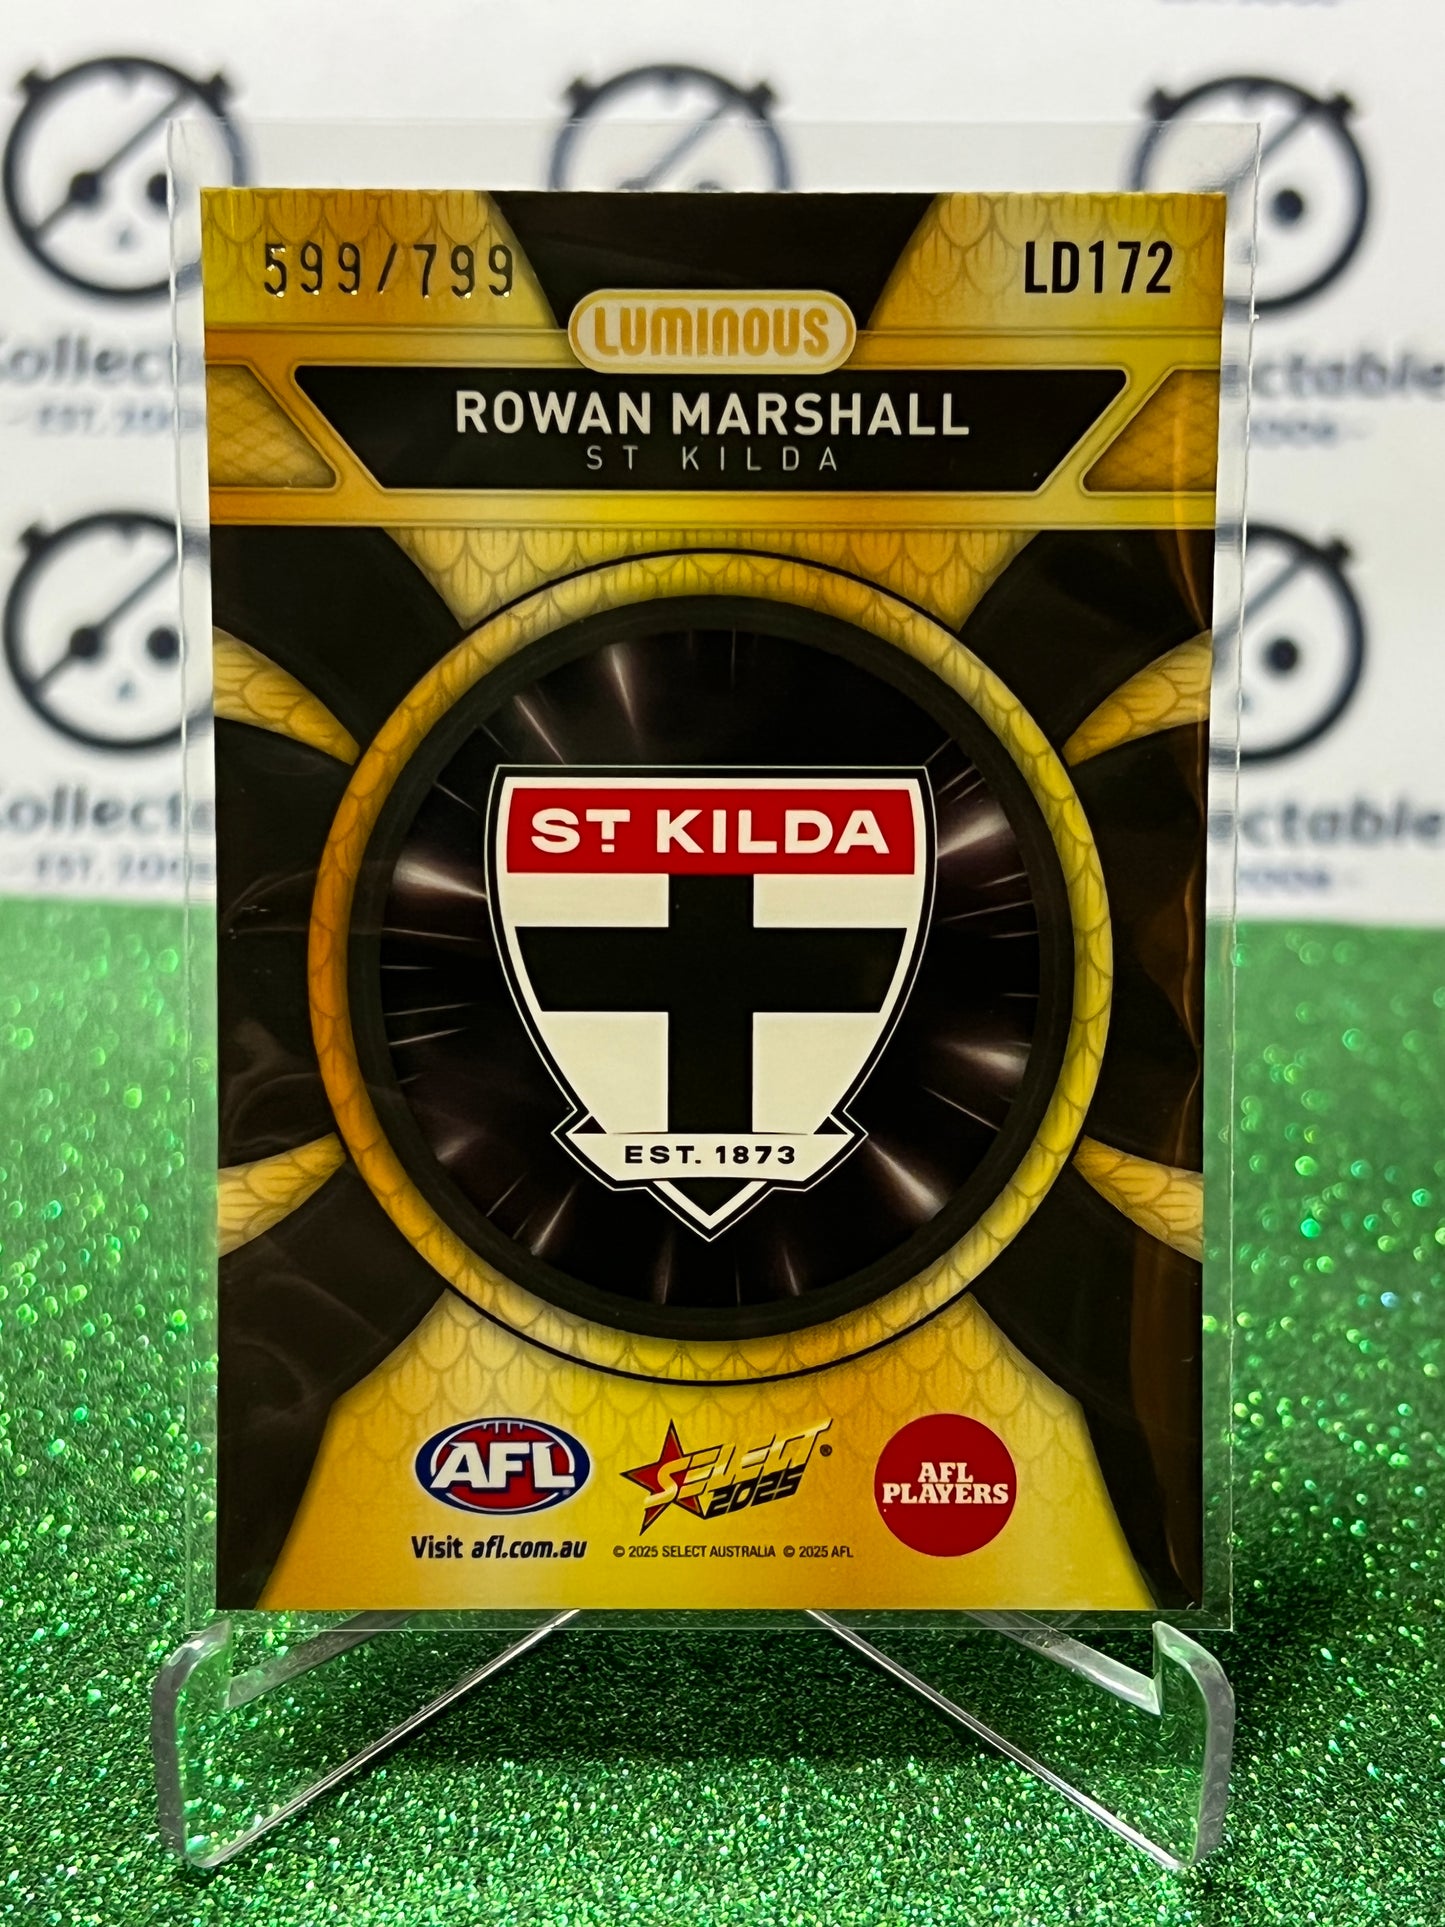 599/799
LD172
LUMINOUS
ROWAN MARSHALL
ST KILDA
ST. KILDA
EST. 1873
AFL
Visit afl.com.au
SELECT®
2025
© 2025 SELECT AUSTRALIA © 2025 AFL
AFL
PLAYERS